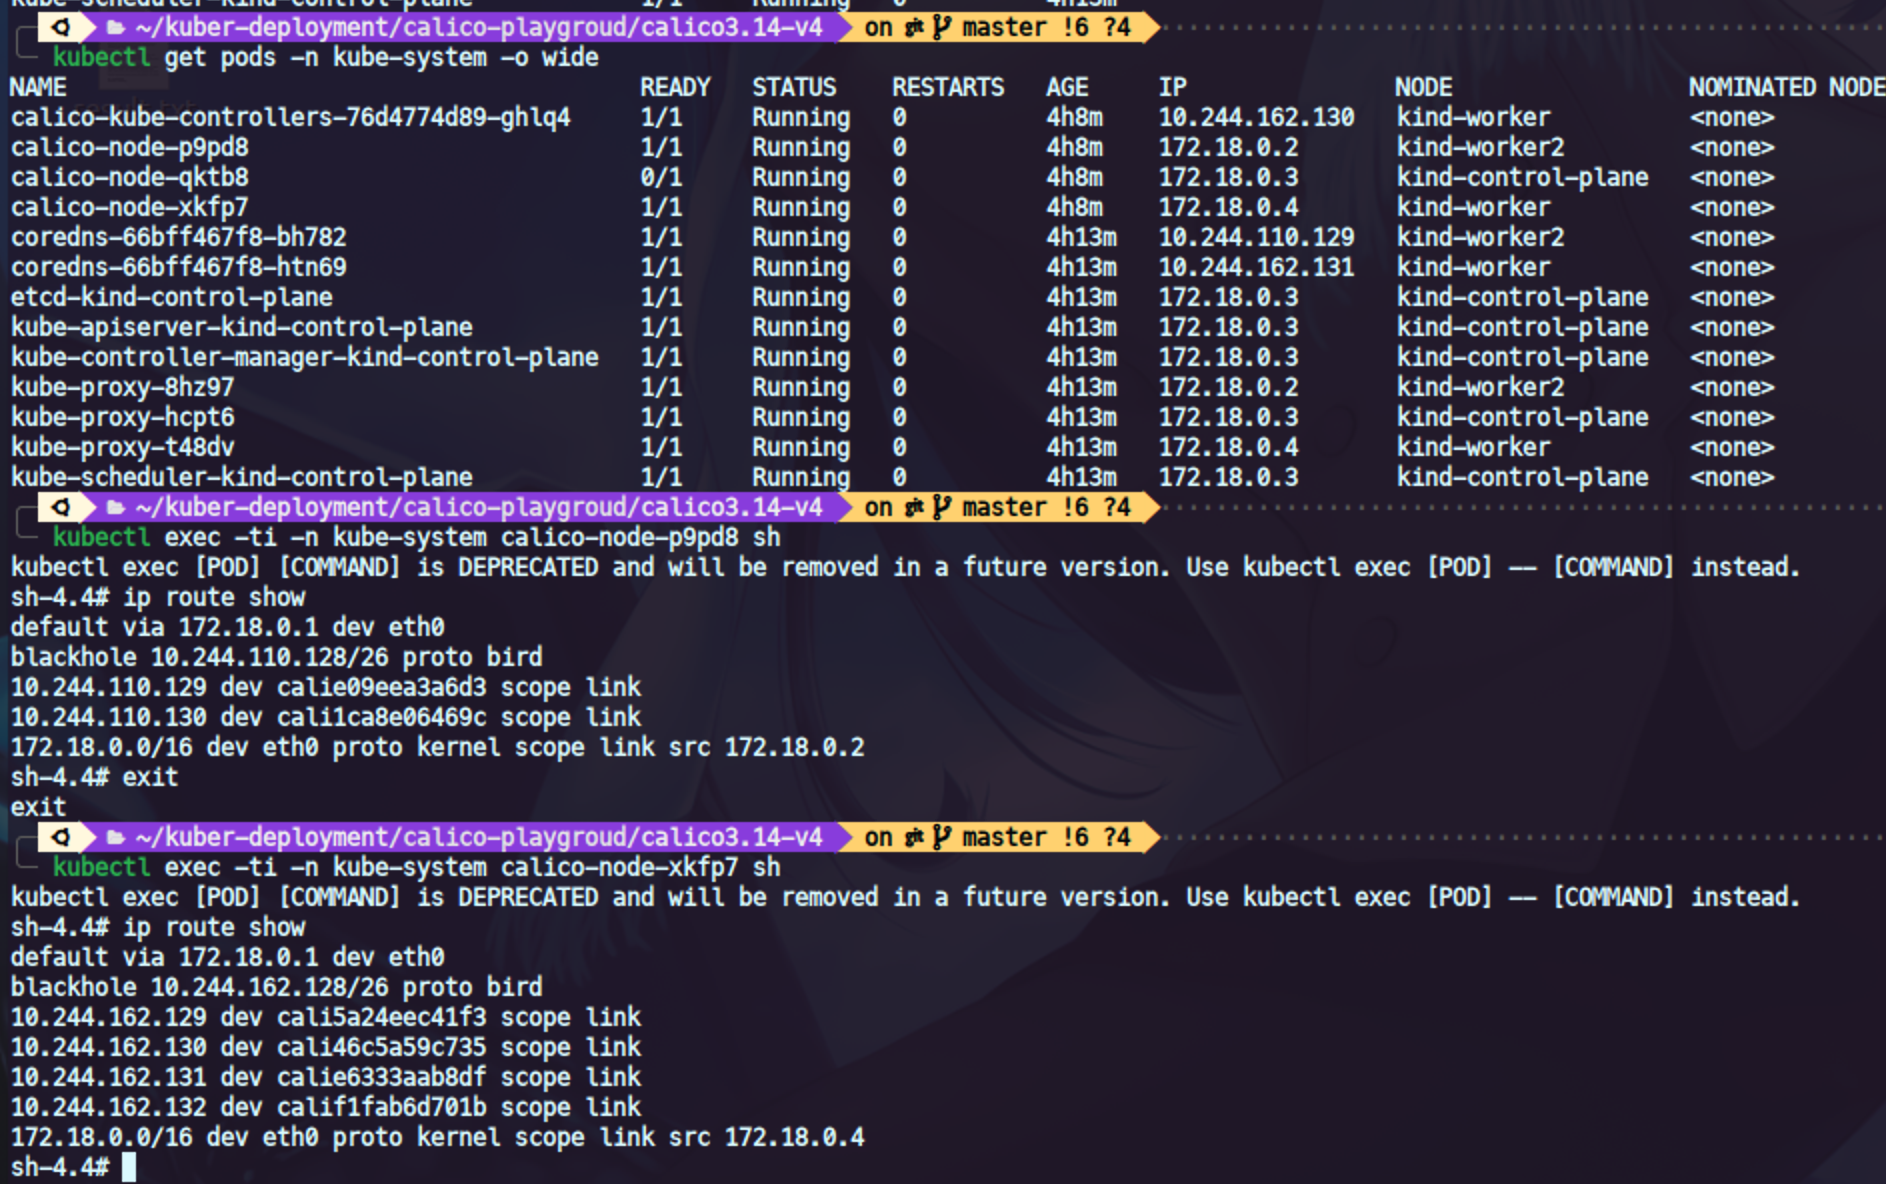 kube-scheduler-kind-control-plane 1/1 Running 0 4h13m
~/kuber-deployment/calico-playgroud/calico3.14-v4 on git master !6 ?4
kubectl get pods -n kube-system -o wide
NAME READY STATUS RESTARTS AGE IP NODE NOMINATED NODE
calico-kube-controllers-76d4774d89-ghlq4 1/1 Running 0 4h8m 10.244.162.130 kind-worker <none>
calico-node-p9pd8 1/1 Running 0 4h8m 172.18.0.2 kind-worker2 <none>
calico-node-qktb8 0/1 Running 0 4h8m 172.18.0.3 kind-control-plane <none>
calico-node-xkfp7 1/1 Running 0 4h8m 172.18.0.4 kind-worker <none>
coredns-66bff467f8-bh782 1/1 Running 0 4h13m 10.244.110.129 kind-worker2 <none>
coredns-66bff467f8-htn69 1/1 Running 0 4h13m 10.244.162.131 kind-worker <none>
etcd-kind-control-plane 1/1 Running 0 4h13m 172.18.0.3 kind-control-plane <none>
kube-apiserver-kind-control-plane 1/1 Running 0 4h13m 172.18.0.3 kind-control-plane <none>
kube-controller-manager-kind-control-plane 1/1 Running 0 4h13m 172.18.0.3 kind-control-plane <none>
kube-proxy-8hz97 1/1 Running 0 4h13m 172.18.0.2 kind-worker2 <none>
kube-proxy-hcpt6 1/1 Running 0 4h13m 172.18.0.3 kind-control-plane <none>
kube-proxy-t48dv 1/1 Running 0 4h13m 172.18.0.4 kind-worker <none>
kube-scheduler-kind-control-plane 1/1 Running 0 4h13m 172.18.0.3 kind-control-plane <none>
~/kuber-deployment/calico-playgroud/calico3.14-v4 on git master !6 ?4
kubectl exec -ti -n kube-system calico-node-p9pd8 sh
kubectl exec [POD] [COMMAND] is DEPRECATED and will be removed in a future version. Use kubectl exec [POD] -- [COMMAND] instead.
sh-4.4# ip route show
default via 172.18.0.1 dev eth0
blackhole 10.244.110.128/26 proto bird
10.244.110.129 dev calie09eea3a6d3 scope link
10.244.110.130 dev cali1ca8e06469c scope link
172.18.0.0/16 dev eth0 proto kernel scope link src 172.18.0.2
sh-4.4# exit
exit
~/kuber-deployment/calico-playgroud/calico3.14-v4 on git master !6 ?4
kubectl exec -ti -n kube-system calico-node-xkfp7 sh
kubectl exec [POD] [COMMAND] is DEPRECATED and will be removed in a future version. Use kubectl exec [POD] -- [COMMAND] instead.
sh-4.4# ip route show
default via 172.18.0.1 dev eth0
blackhole 10.244.162.128/26 proto bird
10.244.162.129 dev cali5a24eec41f3 scope link
10.244.162.130 dev cali46c5a59c735 scope link
10.244.162.131 dev calie6333aab8df scope link
10.244.162.132 dev calif1fab6d701b scope link
172.18.0.0/16 dev eth0 proto kernel scope link src 172.18.0.4
sh-4.4#